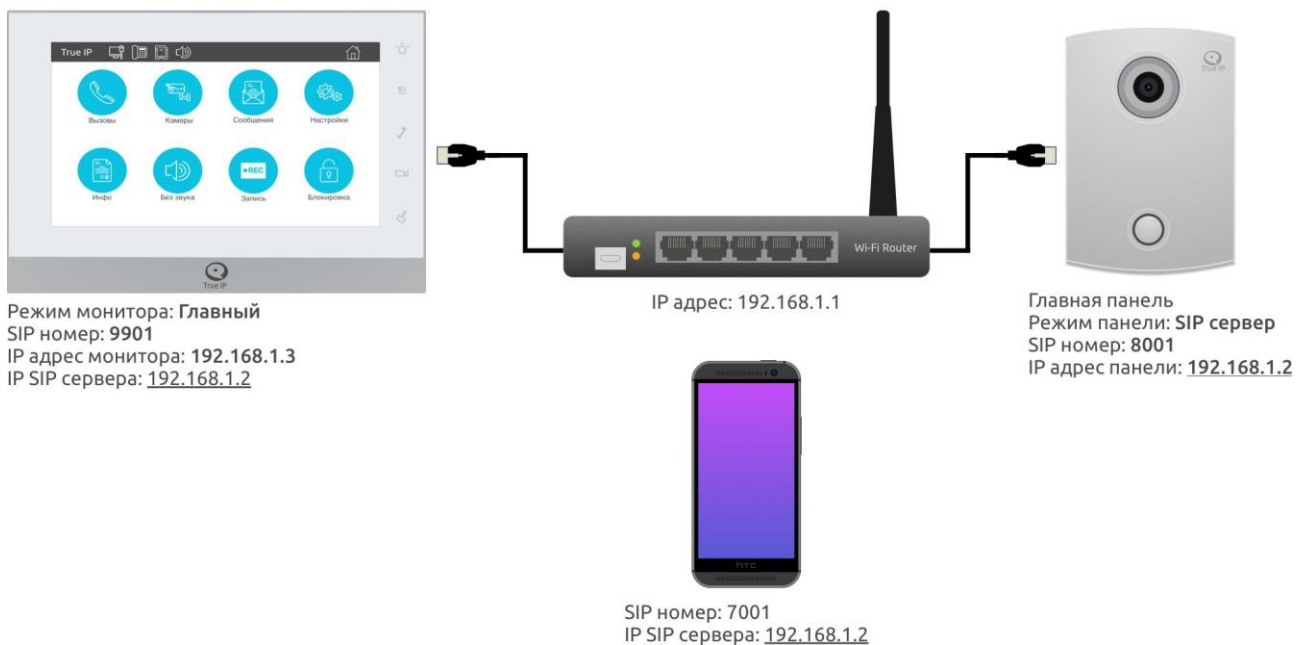 True IP
Вызовы
Камеры
Сообщения
Настройки
Инфо
Без звука
•REC
Запись
Блокировка
True IP
Режим монитора: Главный
SIP номер: 9901
IP адрес монитора: 192.168.1.3
IP SIP сервера: 192.168.1.2
Wi-Fi Router
IP адрес: 192.168.1.1
True IP
Главная панель
Режим панели: SIP сервер
SIP номер: 8001
IP адрес панели: 192.168.1.2
hTC
SIP номер: 7001
IP SIP сервера: 192.168.1.2